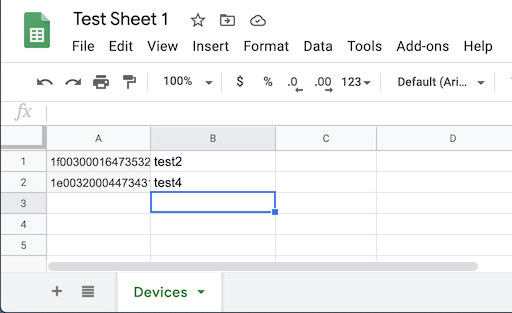 Test Sheet 1
File Edit View Insert Format Data Tools Add-ons Help
100% $ % .0 .00 123 Default (Ari...
fx
A B C D
1 1f00300016473532 test2
2 1e0032000447343 test4
3
4
5
+ Devices